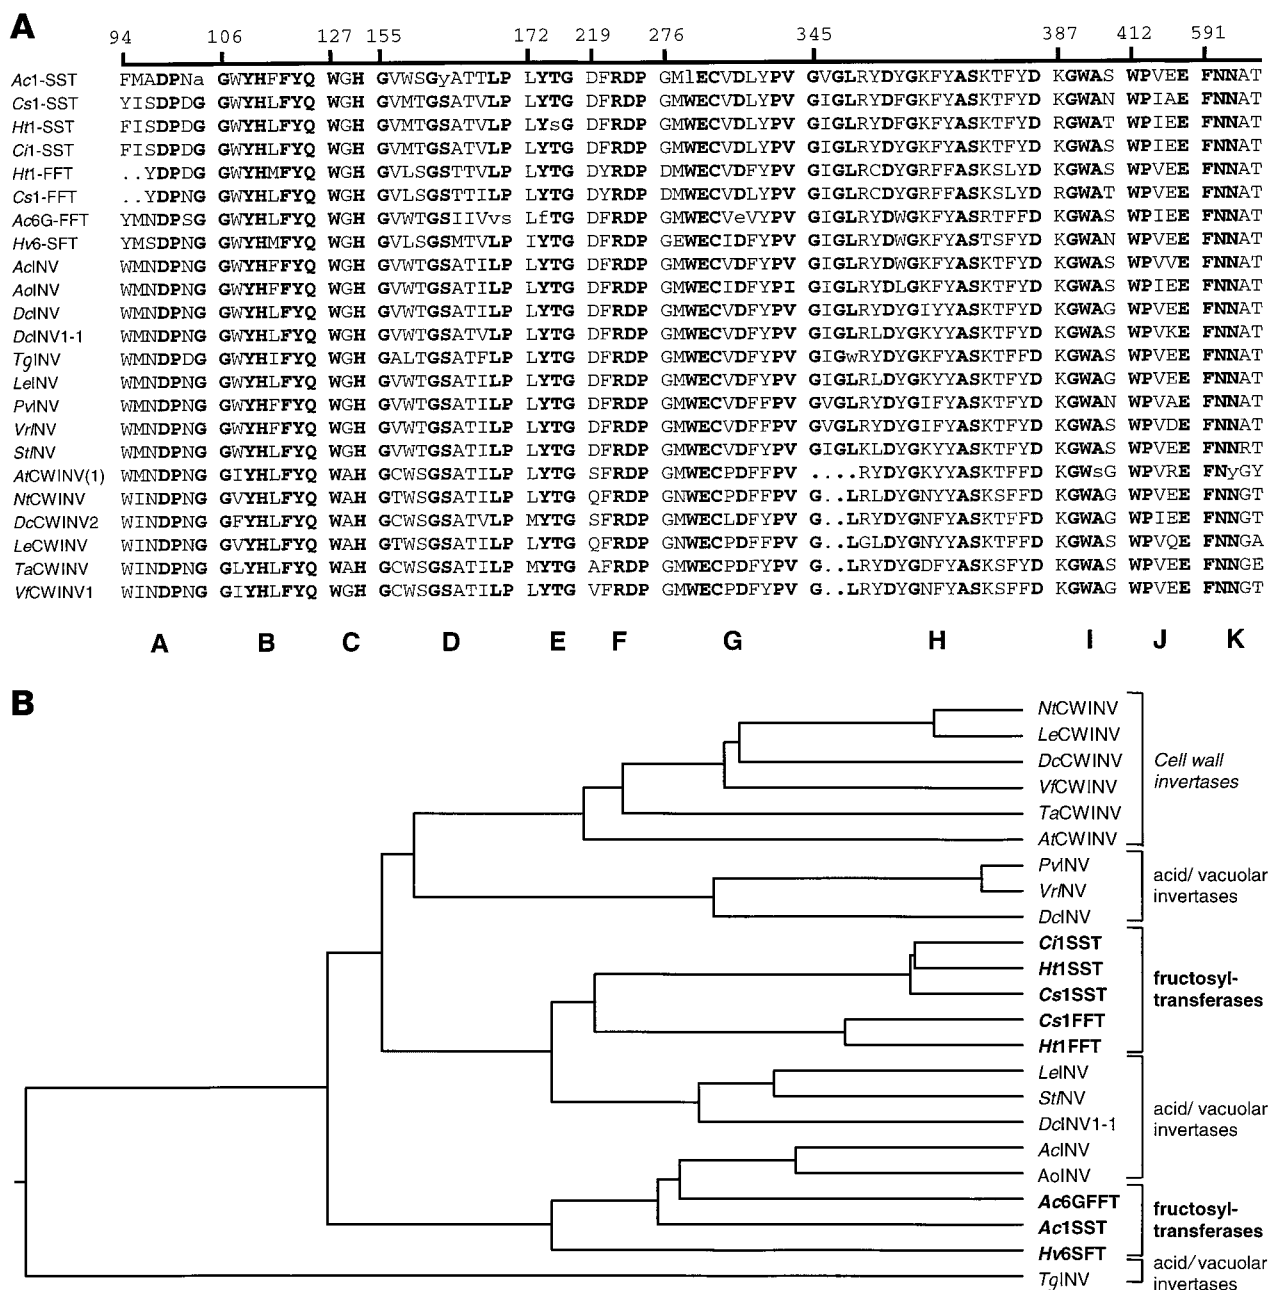 A
94 106 127 155 172 219 276 345 387 412 591
Ac1-SST FMADPNa GWYHFFYQ WGH GVWSGyATTLP LYTG DFRDP GMlECVDLYPV GVGLRYDYGKFYASKTFYD KGWAS WPVEE FNNAT
Cs1-SST YISDPDG GWYHLFYQ WGH GVMTGSATVLP LYTG DFRDP GMWECVDLYPV GIGLRYDFGKFYASKTFYD KGWAN WPIAE FNNAT
Ht1-SST FISDPDG GWYHLFYQ WGH GVMTGSATVLP LYsG DFRDP GMWECVDLYPV GIGLRYDFGKFYASKTFYD RGWAT WPIEE FNNAT
Ci1-SST FISDPDG GWYHLFYQ WGH GVMTGSATVLP LYTG DFRDP GMWECVDLYPV GIGLRYDYGKFYASKTFYD KGWAS WPIEE FNNAT
Ht1-FFT ..YDPDG GWYHMFYQ WGH GVLSGSTTVLP LYTG DYRDP DMWECVDLYPV GIGLRCDYGRFFASKSLYD KGWAT WPIEE FNNAT
Cs1-FFT ..YDPNG GWYHLFYQ WGH GVLSGSTTILP LYTG DYRDP DMWECVDLYPV GIGLRCDYGRFYASKSLYD RGWAT WPVEE FNNAT
Ac6G-FFT YMNDPSG GWYHLFYQ WGH GVWTGSIIVvs LfTG DFRDP GMWECVeVYPV GIGLRYDWGKFYASRTFFD KGWAS WPIEE FNNAT
Hv6-SFT YMSDPNG GWYHMFYQ WGH GVLSGSMTVLP IYTG DFRDP GEWECIDFYPV GIGLRYDWGKFYASTSFYD KGWAN WPVEE FNNAT
AcINV WMNDPNG GWYHFFYQ WGH GVWTGSATILP LYTG DFRDP GMWECVDFYPV GIGLRYDWGKFYASKTFYD KGWAS WPVVE FNNAT
AoINV WMNDPNG GWYHFFYQ WGH GVWTGSATILP LYTG DFRDP GMWECIDFYPI GIGLRYDLGKFYASKTFYD KGWAS WPIEE FNNAT
DcINV WMNDPNG GWYHLFYQ WGH GVWTGSATILP LYTG DFRDP GMWECVDFYPV GIGLRYDYGIYYASKTFYD KGWAS WPVAG FNNAT
DcINV1-1 WMNDPNG GWYHLFYQ WGH GVWTGSATVLP LYTG DFRDP GMWECVDFYPV GIGLRLDYGKYYASKTFYD KGWAS WPVKE FNNAT
TgINV WMNDPDG GWYHIFYQ WGH GALTGSATFLP LYTG DFRDP GMWECVDFYPV GIGwRYDYGKYYASKTFFD KGWAS WPVEE FNNAT
LeINV WMNDPNG GWYHLFYQ WGH GVWTGSATILP LYTG DFRDP GMWECVDFYPV GIGLRLDYGKYYASKTFYD KGWAG WPVEE FNNAT
PvINV WMNDPNG GWYHFFYQ WGH GVWTGSATILP LYTG DFRDP GMWECVDFFPV GVGLRYDYGIFYASKTFYD KGWAN WPVAE FNNAT
VrINV WMNDPNG GWYHFFYQ WGH GVWTGSATILP LYTG DFRDP GMWECVDFFPV GVGLRYDYGIFYASKTFYD KGWAS WPVDE FNNAT
StINV WMNDPNG GWYHLFYQ WGH GVWTGSATILP LYTG DFRDP GMWECVDFYPV GIGLKLDYGKYYASKTFYD KGWAS WPVEE FNNRT
AtCWINV(1) WMNDPNG GIYHLFYQ WAH GCWSGSATILP LYTG SFRDP GMWECPDFFPV ....RYDYGKYYASKTFFD KGWsG WPVRE FNyGY
NtCWINV WINDPNG GVYHLFYQ WAH GTWSGSATILP LYTG QFRDP GNWECPDFFPV G..LRLDYGNYYASKSFFD KGWAS WPVEE FNNGT
DcCWINV2 WINDPNG GFYHLFYQ WAH GCWSGSATVLP MYTG SFRDP GMWECLDFFPV G..LRYDYGNFYASKTFFD KGWAG WPIEE FNNGT
LeCWINV WINDPNG GVYHLFYQ WAH GTWSGSATILP LYTG QFRDP GNWECPDFFPV G..LGLDYGNYYASKTFFD KGWAS WPVQE FNNGA
TaCWINV WINDPNG GLYHLFYQ WAH GCWSGSATILP MYTG AFRDP GMWECPDFYPV G..LRYDYGDFYASKTFFD KGWAS WPVEE FNNGE
VfCWINV1 WINDPNG GIYHLFYQ WAH GCWSGSATILP LYTG VFRDP GMWECPDFYPV G..LRYDYGNFYASKSFFD KGWAG WPVEE FNNGT
A B C D E F G H I J K
B
NtCWINV
LeCWINV
DcCWINV
VfCWINV
TaCWINV
AtCWINV
Cell wall
invertases
PvINV
VrINV
DcINV
acid/ vacuolar
invertases
Ci1SST
Ht1SST
Cs1SST
Cs1FFT
Ht1FFT
fructosyl-
transferases
LeINV
StINV
DcINV1-1
AcINV
AoINV
acid/ vacuolar
invertases
Ac6GFFT
Ac1SST
Hv6SFT
fructosyl-
transferases
TgINV
acid/ vacuolar
invertases